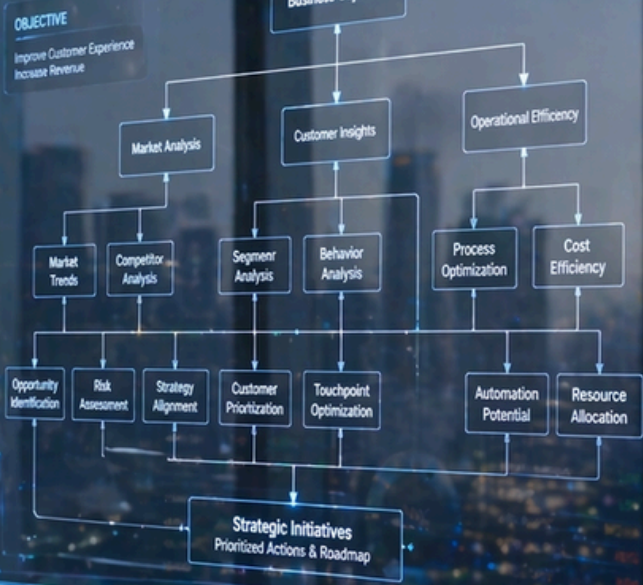 OBJECTIVE
Improve Customer Experience
Increase Revenue
Business
Market Analysis
Customer Insights
Operational Efficiency
Market
Trends
Competitor
Analysis
Segmenr
Analysis
Behavior
Analysis
Process
Optimization
Cost
Efficiency
Opportunity
Identification
Risk
Assessment
Strategy
Alignment
Customer
Prioritization
Touchpoint
Optimization
Automation
Potential
Resource
Allocation
Strategic Initiatives
Prioritized Actions & Roadmap